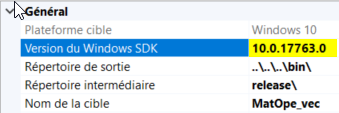 Général
Plateforme cible Windows 10
Version du Windows SDK 10.0.17763.0
Répertoire de sortie ..\..\..\bin\
Répertoire intermédiaire release\
Nom de la cible MatOpe_vec